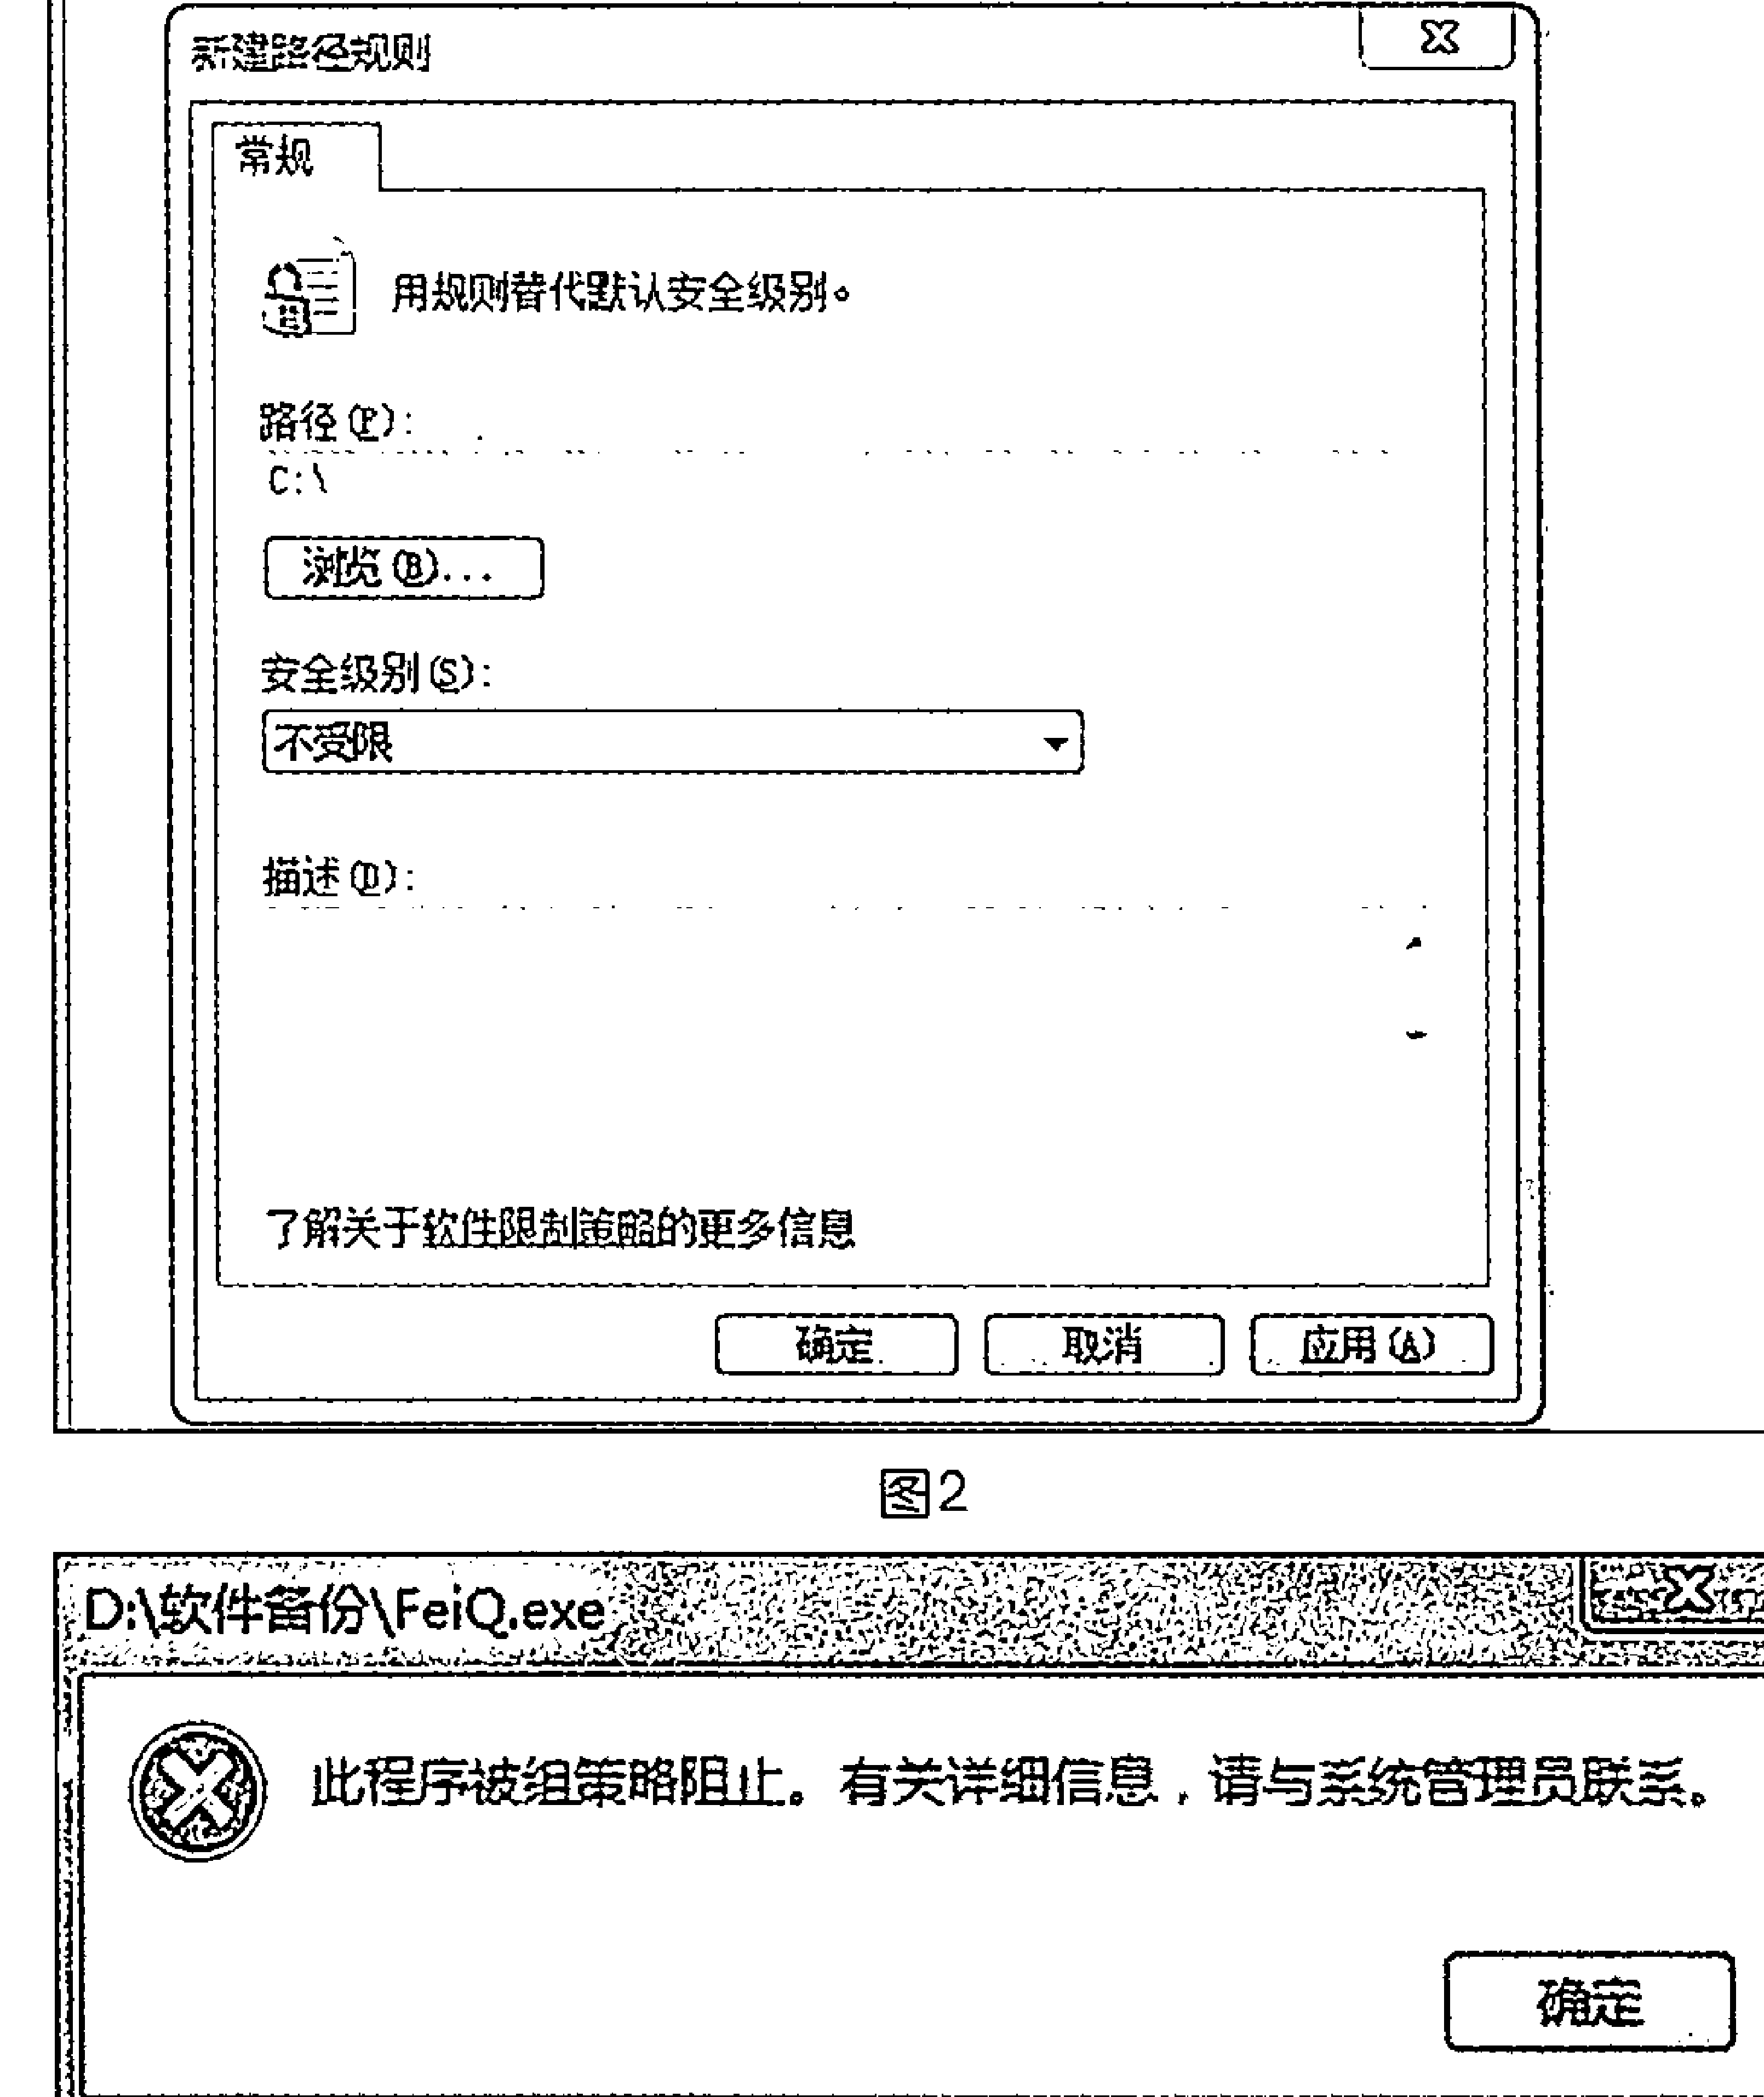 新建路径规则
常规
用规则替代默认安全级别。
路径(P):
C:\
浏览(B)...
安全级别(S):
不受限
描述(D):
了解关于软件限制策略的更多信息
确定 取消 应用(A)
图2
D:\软件备份\FeiQ.exe
此程序被组策略阻止。有关详细信息，请与系统管理员联系。
确定